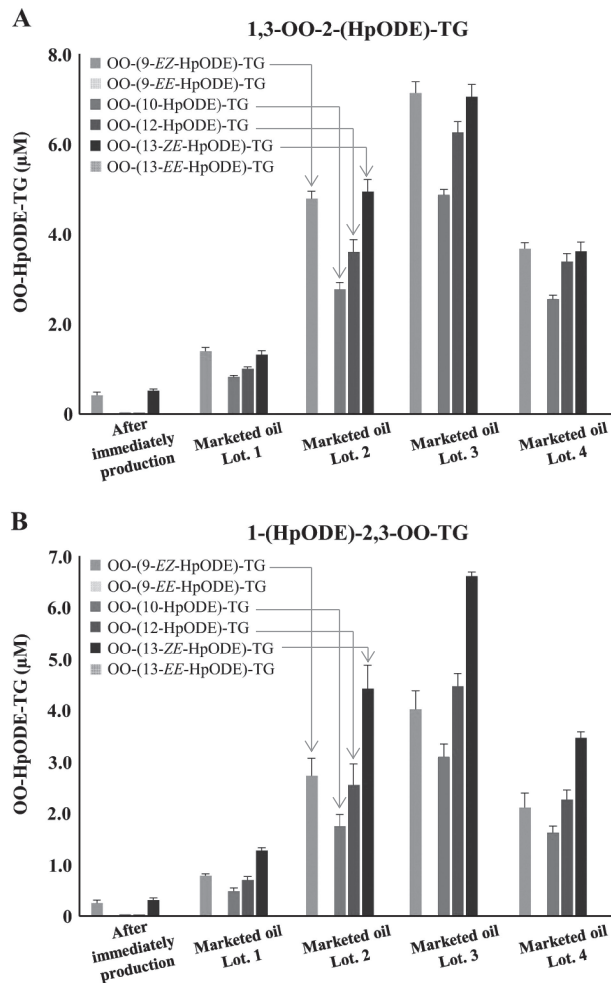 A
1,3-OO-2-(HpODE)-TG
OO-HpODE-TG (µM)
8.0
6.0
4.0
2.0
0
OO-(9-EZ-HpODE)-TG
OO-(9-EE-HpODE)-TG
OO-(10-HpODE)-TG
OO-(12-HpODE)-TG
OO-(13-ZE-HpODE)-TG
OO-(13-EE-HpODE)-TG
After
immediately
production
Marketed oil
Lot. 1
Marketed oil
Lot. 2
Marketed oil
Lot. 3
Marketed oil
Lot. 4
B
1-(HpODE)-2,3-OO-TG
OO-HpODE-TG (µM)
7.0
6.0
5.0
4.0
3.0
2.0
1.0
0
OO-(9-EZ-HpODE)-TG
OO-(9-EE-HpODE)-TG
OO-(10-HpODE)-TG
OO-(12-HpODE)-TG
OO-(13-ZE-HpODE)-TG
OO-(13-EE-HpODE)-TG
After
immediately
production
Marketed oil
Lot. 1
Marketed oil
Lot. 2
Marketed oil
Lot. 3
Marketed oil
Lot. 4